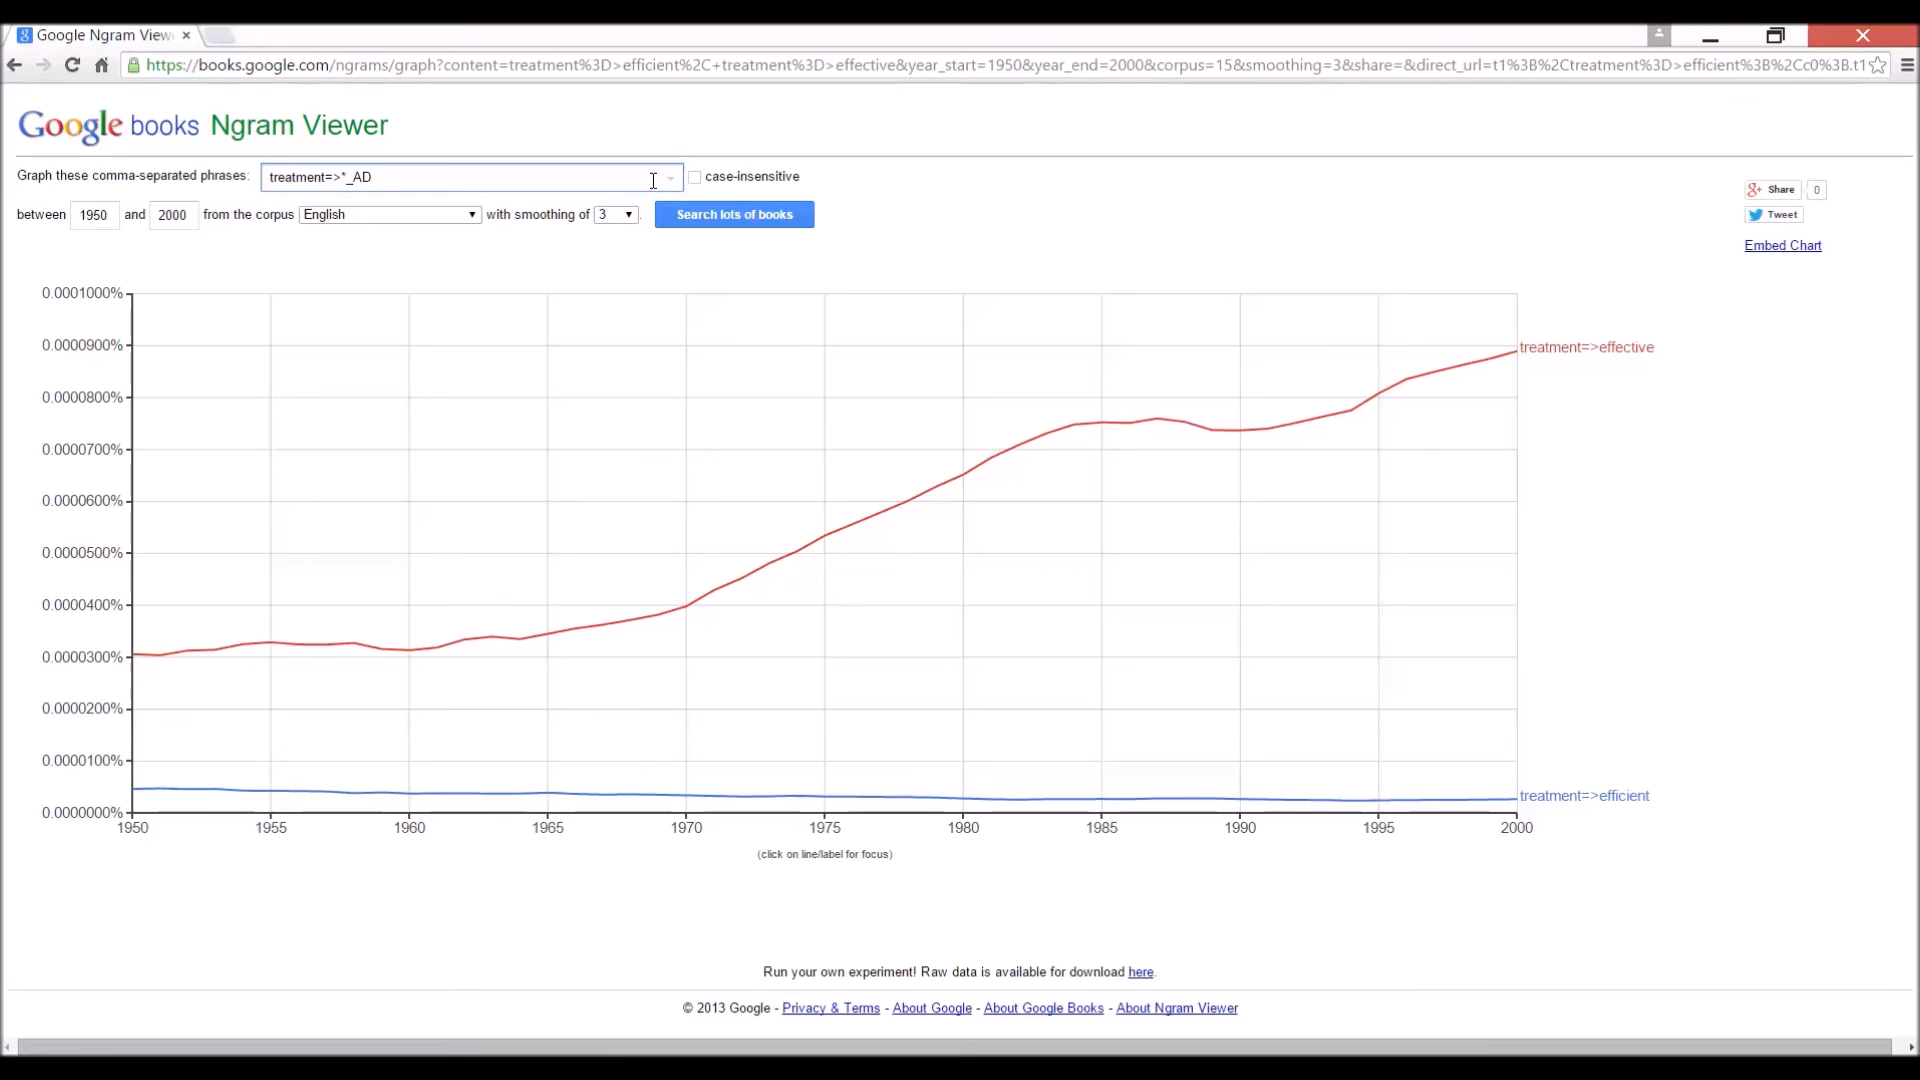 Google Ngram View
https://books.google.com/ngrams/graph?content=treatment%3D>efficient%2C+treatment%3D>effective&year_start=1950&year_end=2000&corpus=15&smoothing=3&share=&direct_url=t1%3B%2Ctreatment%3D>efficient%3B%2Cc0%3B.t1
Google books Ngram Viewer
Graph these comma-separated phrases: treatment=>*_AD case-insensitive
between 1950 and 2000 from the corpus English with smoothing of 3 . Search lots of books
g+ Share 0
Tweet
Embed Chart
0.0001000%
0.0000900%
0.0000800%
0.0000700%
0.0000600%
0.0000500%
0.0000400%
0.0000300%
0.0000200%
0.0000100%
0.0000000%
treatment=>effective
treatment=>efficient
1950 1955 1960 1965 1970 1975 1980 1985 1990 1995 2000
(click on line/label for focus)
Run your own experiment! Raw data is available for download here.
© 2013 Google - Privacy & Terms - About Google - About Google Books - About Ngram Viewer